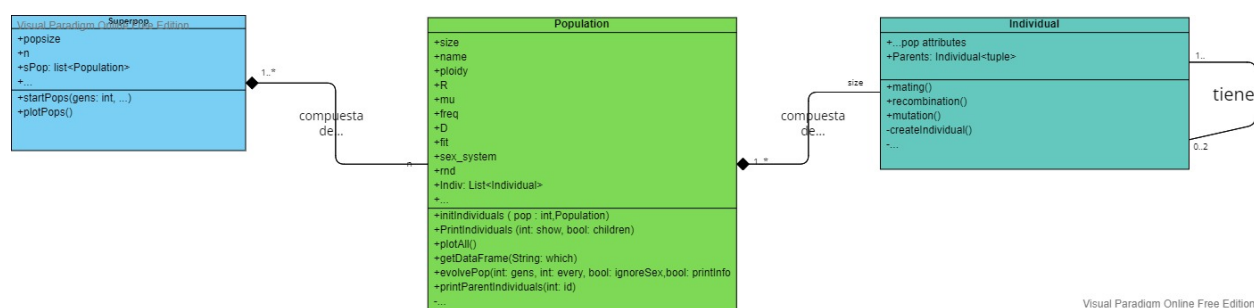 Superpop
Visual Paradigm Online Free Edition
+popsize
+n
+sPop: list<Population>
+...
+startPops(gens: int, ...)
+plotPops()
1..*
compuesta
de...
n
Population
+size
+name
+ploidy
+R
+mu
+freq
+D
+fit
+sex_system
+rnd
+Indiv: List<Individual>
+...
+initIndividuals ( pop : int,Population)
+PrintIndividuals (int: show, bool: children)
+plotAll()
+getDataFrame(String: which)
+evolvePop(int: gens, int: every, bool: ignoreSex,bool: printInfo
+printParentIndividuals(int: id)
-...
1..*
compuesta
de...
size
Individual
+...pop attributes
+Parents: Individual<tuple>
+mating()
+recombination()
+mutation()
-createIndividual()
-...
1..
tiene
0..2
Visual Paradigm Online Free Edition